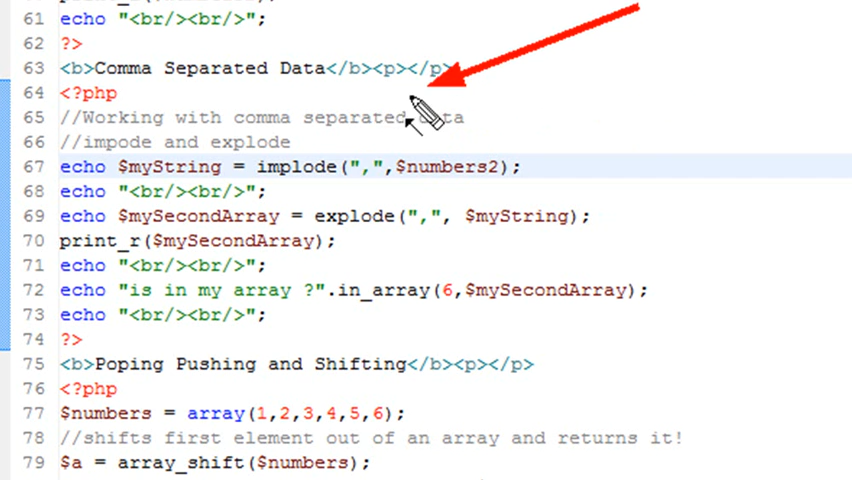 61 echo "<br/><br/>";
62 ?>
63 <b>Comma Separated Data</b><p></p>
64 <?php
65 //Working with comma separated data
66 //impode and explode
67 echo $myString = implode(",",$numbers2);
68 echo "<br/><br/>";
69 echo $mySecondArray = explode(",", $myString);
70 print_r($mySecondArray);
71 echo "<br/><br/>";
72 echo "is in my array ?".in_array(6,$mySecondArray);
73 echo "<br/><br/>";
74 ?>
75 <b>Poping Pushing and Shifting</b><p></p>
76 <?php
77 $numbers = array(1,2,3,4,5,6);
78 //shifts first element out of an array and returns it!
79 $a = array_shift($numbers);